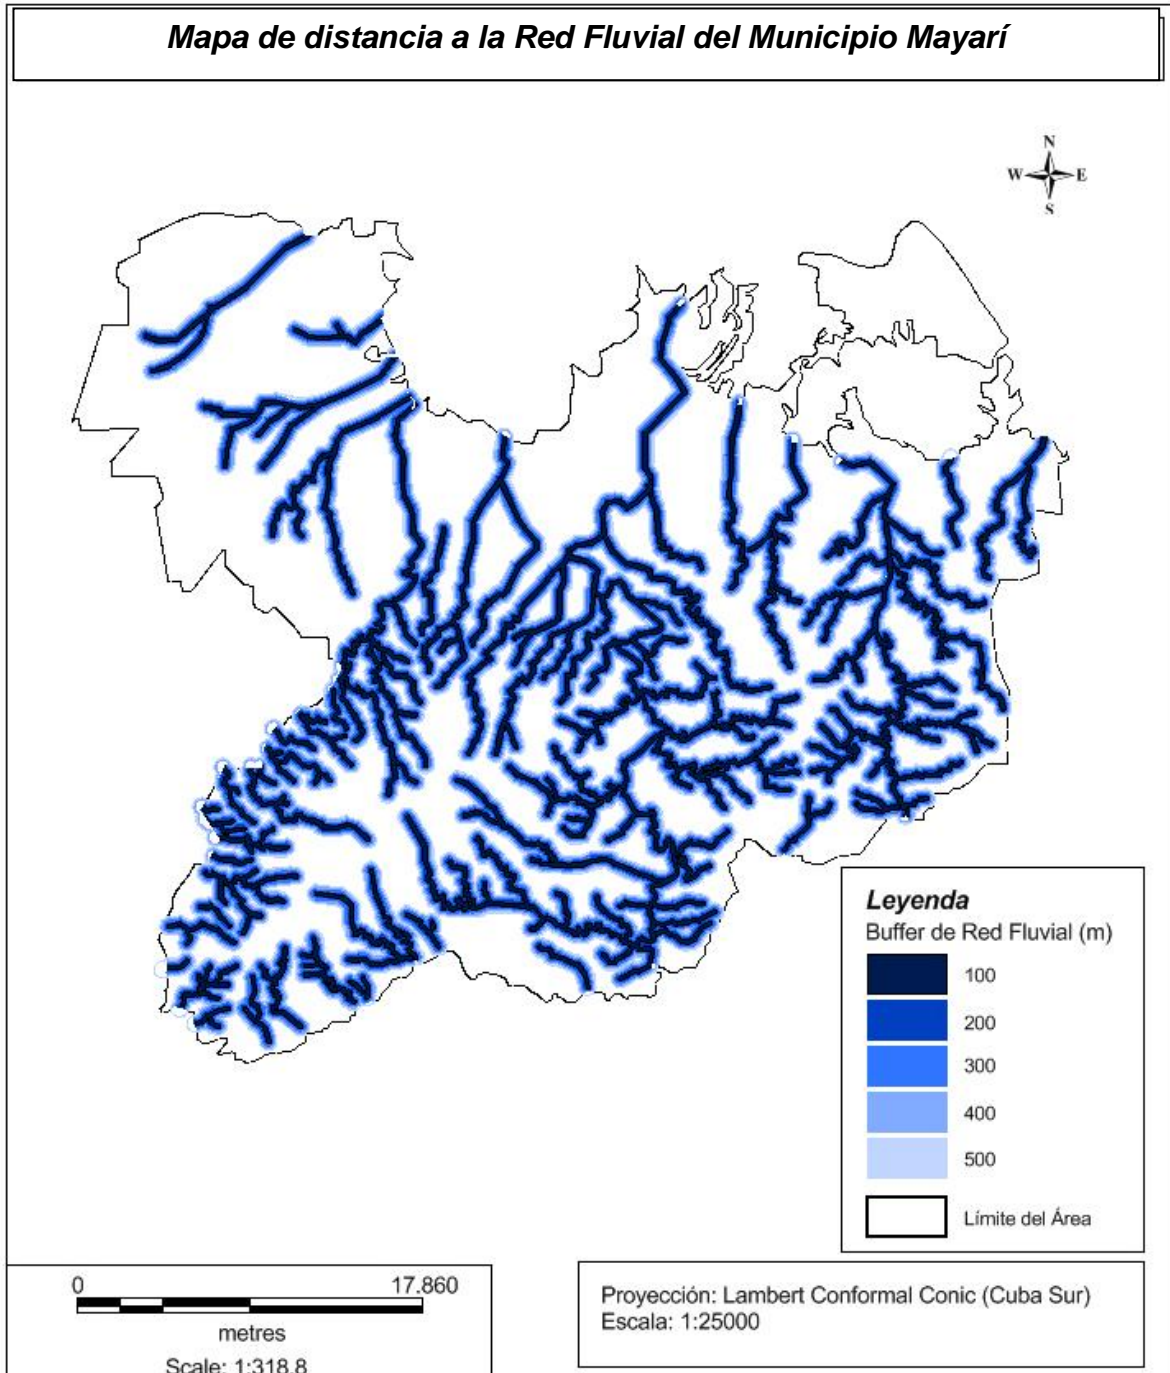 Mapa de distancia a la Red Fluvial del Municipio Mayarí
N
W E
S
Leyenda
Buffer de Red Fluvial (m)
100
200
300
400
500
Límite del Área
0 17.860
metres
Scale: 1:318.8
Proyección: Lambert Conformal Conic (Cuba Sur)
Escala: 1:25000